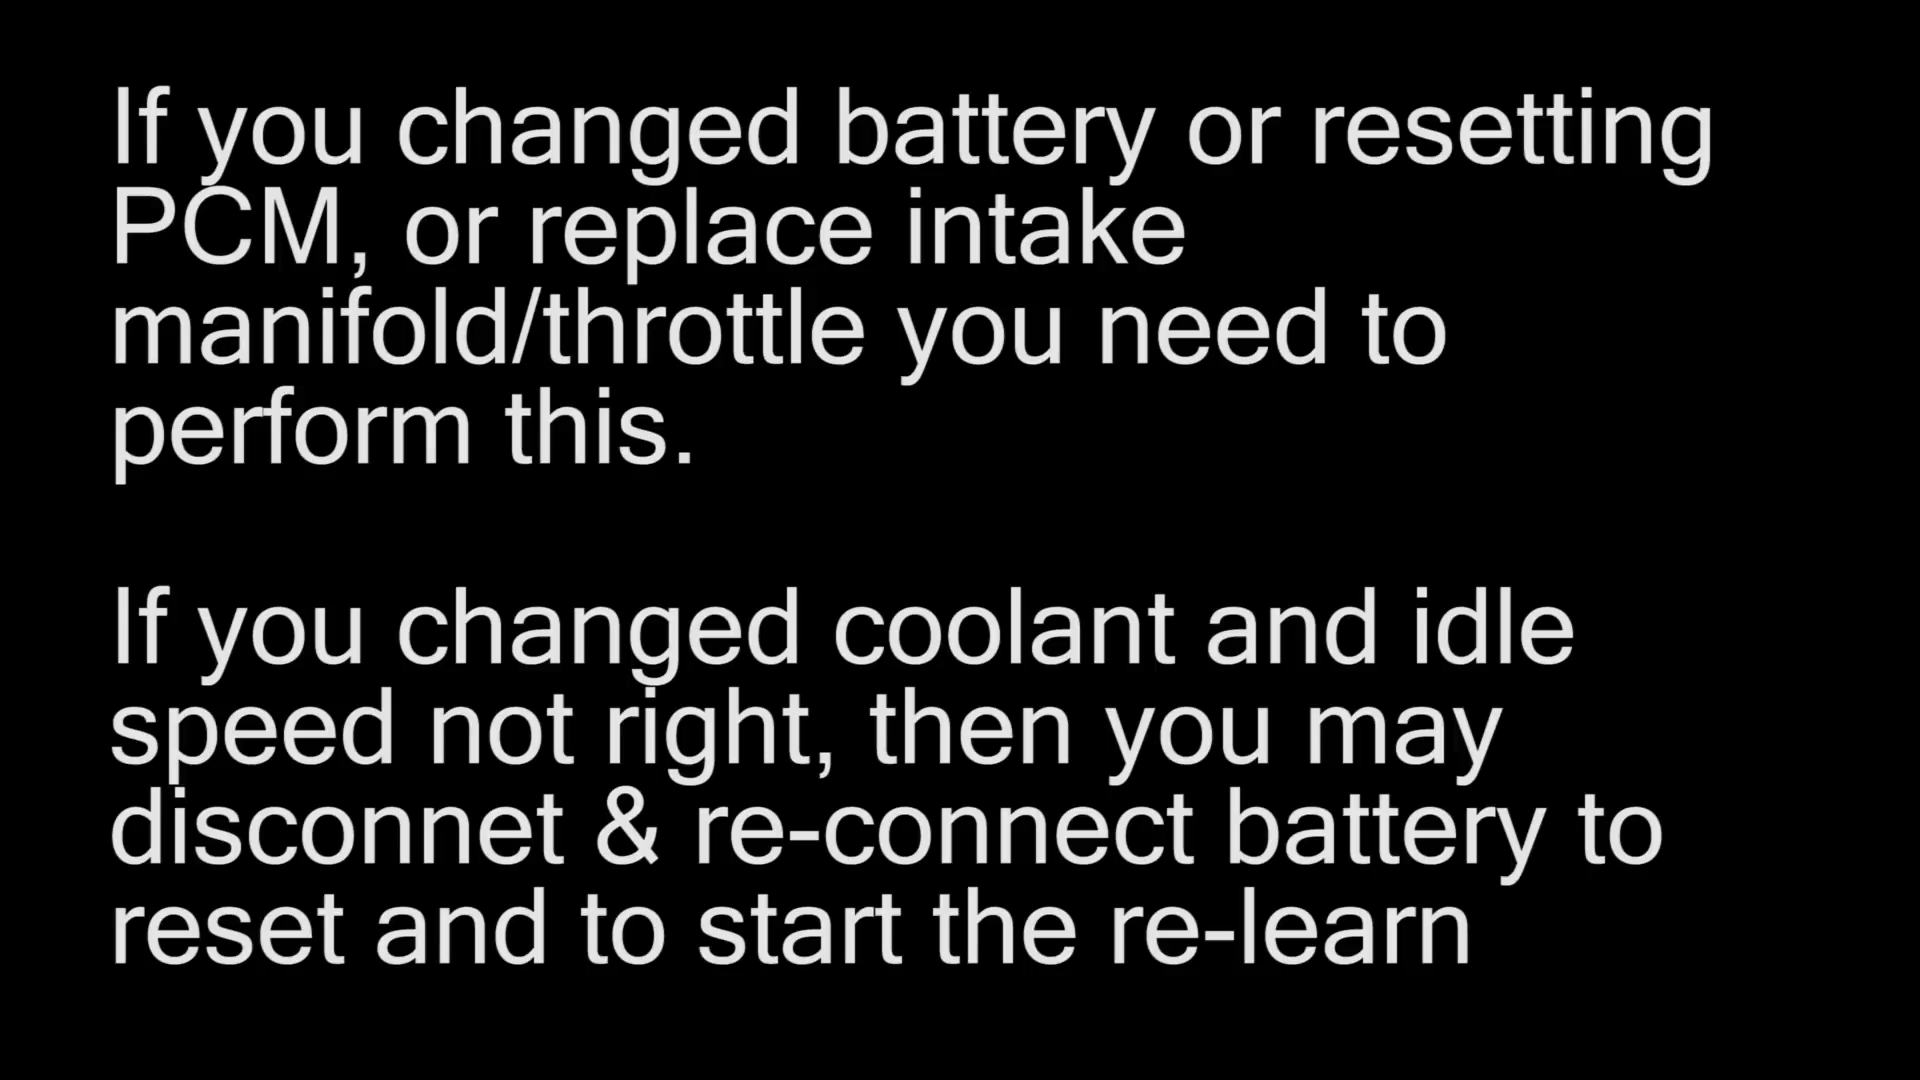 If you changed battery or resetting
PCM, or replace intake
manifold/throttle you need to
perform this.
If you changed coolant and idle
speed not right, then you may
disconnet & re-connect battery to
reset and to start the re-learn